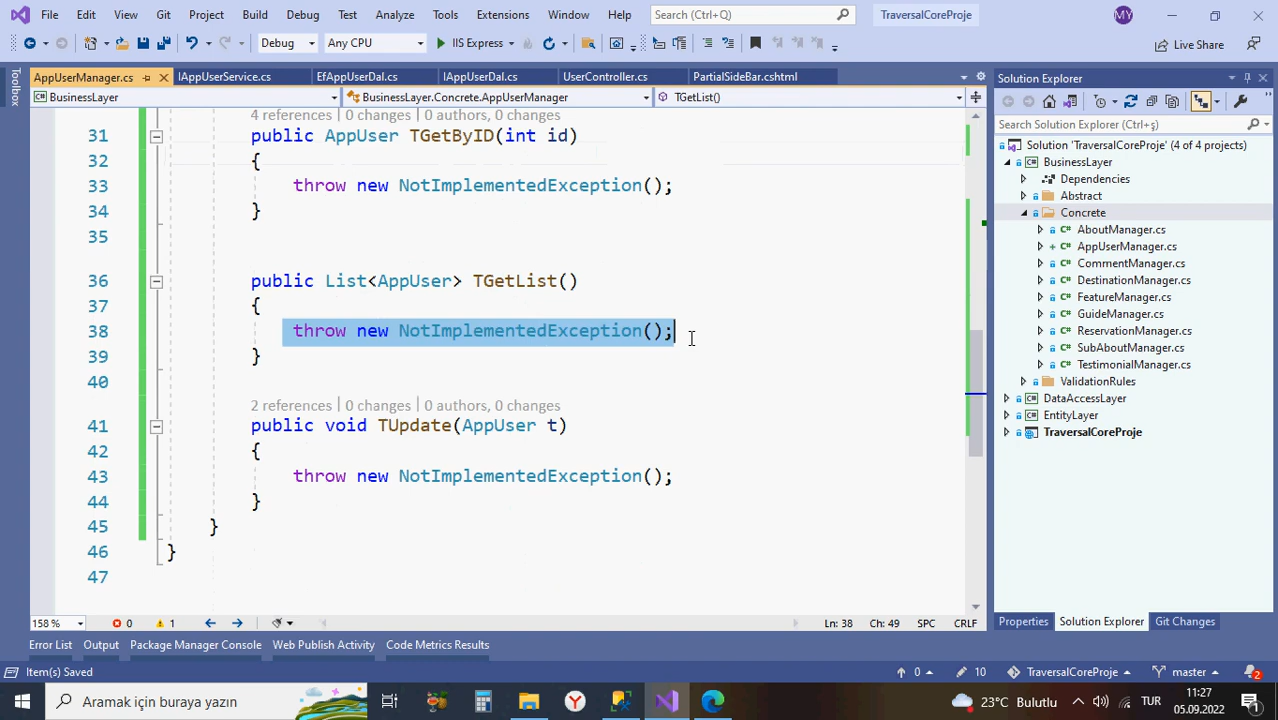 File Edit View Git Project Build Debug Test Analyze Tools Extensions Window Help Search (Ctrl+Q) TraversalCoreProje MY
Debug Any CPU IIS Express Live Share
Toolbox
AppUserManager.cs IAppUserService.cs EfAppUserDal.cs IAppUserDal.cs UserController.cs PartialSideBar.cshtml
BusinessLayer BusinessLayer.Concrete.AppUserManager TGetList()
4 references | 0 changes | 0 authors, 0 changes
31 public AppUser TGetByID(int id)
32 {
33 throw new NotImplementedException();
34 }
35
36 public List<AppUser> TGetList()
37 {
38 throw new NotImplementedException();
39 }
40
2 references | 0 changes | 0 authors, 0 changes
41 public void TUpdate(AppUser t)
42 {
43 throw new NotImplementedException();
44 }
45 }
46 }
47
158 % 0 1 Ln: 38 Ch: 49 SPC CRLF
Solution Explorer
Search Solution Explorer (Ctrl+ş)
Solution 'TraversalCoreProje' (4 of 4 projects)
BusinessLayer
Dependencies
Abstract
Concrete
C# AboutManager.cs
C# AppUserManager.cs
C# CommentManager.cs
C# DestinationManager.cs
C# FeatureManager.cs
C# GuideManager.cs
C# ReservationManager.cs
C# SubAboutManager.cs
C# TestimonialManager.cs
ValidationRules
DataAccessLayer
EntityLayer
TraversalCoreProje
Properties Solution Explorer Git Changes
Error List Output Package Manager Console Web Publish Activity Code Metrics Results
Item(s) Saved 0 10 TraversalCoreProje master 2
Aramak için buraya yazın 23°C Bulutlu TUR 11:27
05.09.2022 1